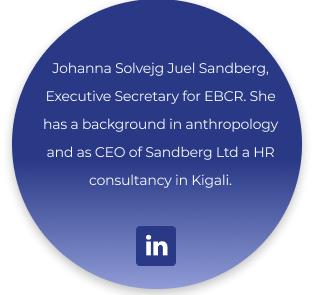 Johanna Solvejg Juel Sandberg,
Executive Secretary for EBCR. She
has a background in anthropology
and as CEO of Sandberg Ltd a HR
consultancy in Kigali.
in